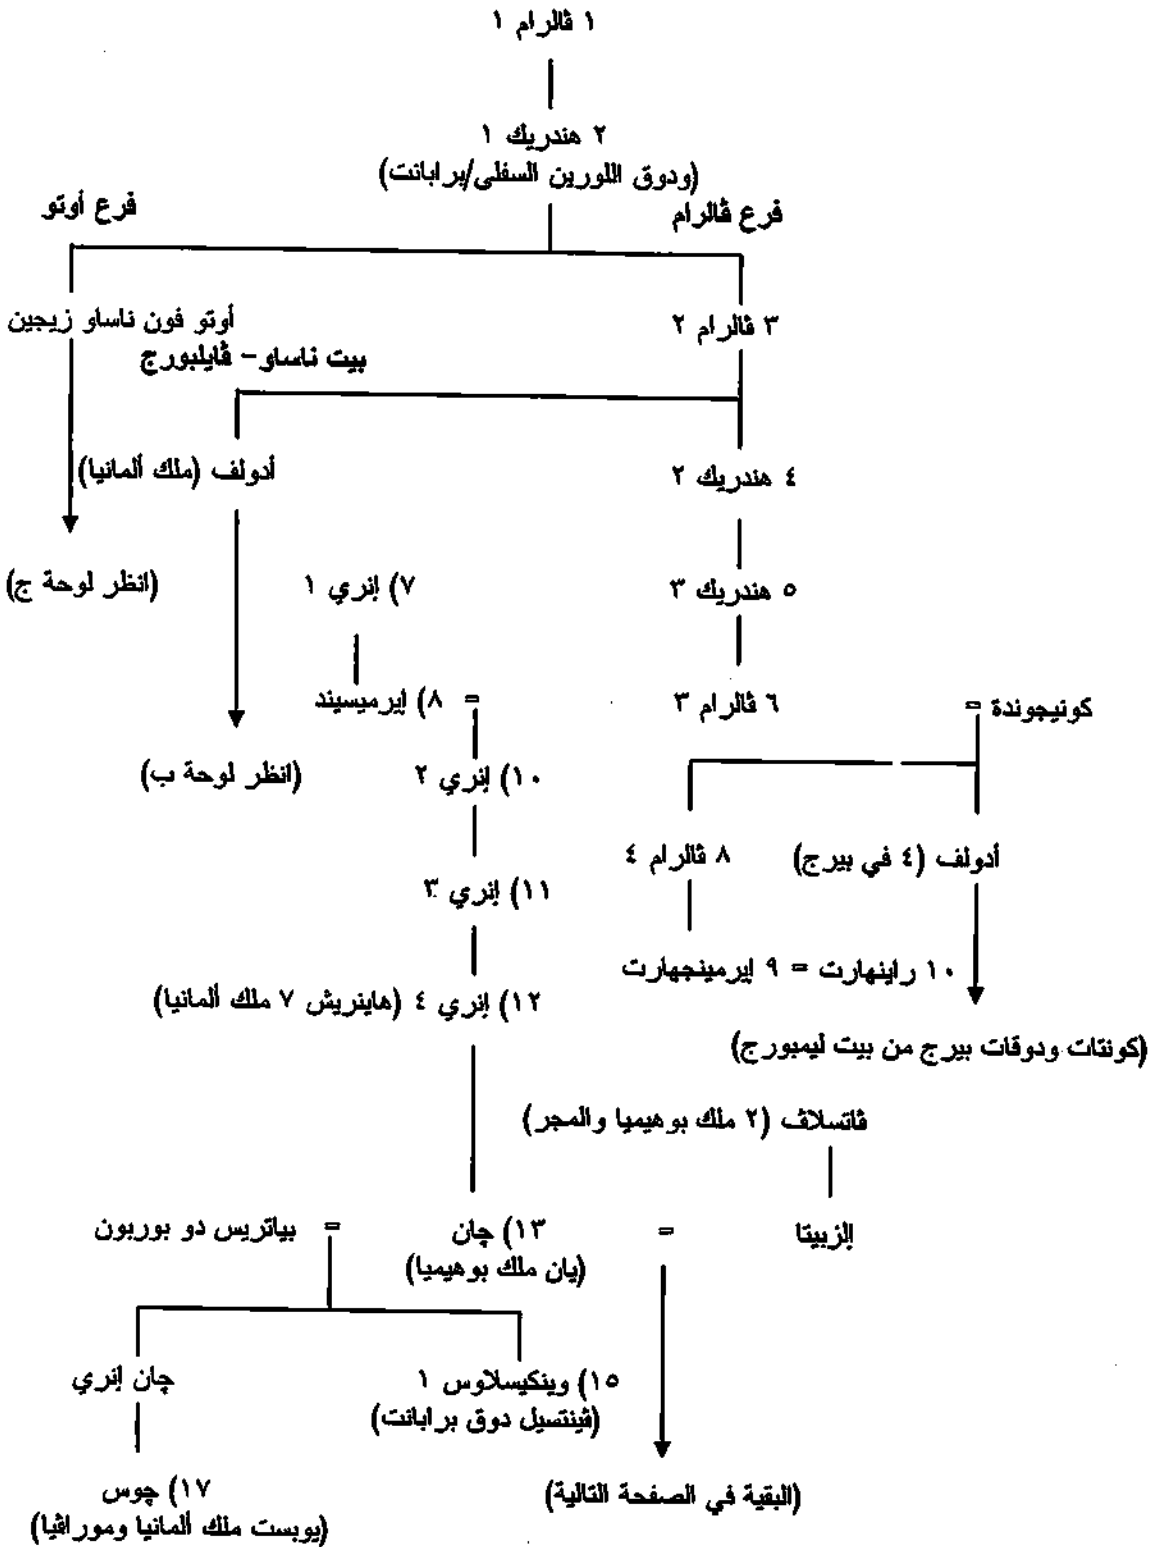 ١ ڤالرام ١
٢ هندريك ١
(ودوق اللورين السفلى/برابانت)
فرع ڤالرام
فرع أوتو
٣ ڤالرام ٢
أوتو فون ناساو زيجين
بيت ناساو- ڤايلبورج
٤ هندريك ٢
أدولف (ملك ألمانيا)
٥ هندريك ٣
٧) إنري ١
(انظر لوحة ج)
كونيجوندة =
٦ ڤالرام ٣
= ٨) إيرميسيند
١٠) إنري ٢
(انظر لوحة ب)
أدولف (٤ في بيرج)
٨ ڤالرام ٤
١١) إنري ٣
١٠ راينهارت = ٩ إيرمينجهارت
١٢) إنري ٤ (هاينريش ٧ ملك ألمانيا)
(كونتات ودوقات بيرج من بيت ليمبورج)
ڤاتسلاڤ (٢ ملك بوهيميا والمجر)
إلزبيتا = ١٣) چان = بياتريس دو بوربون
(يان ملك بوهيميا)
١٥) وينكيسلاوس ١
(ڤينتسيل دوق برابانت)
چان إنري
(البقية في الصفحة التالية)
١٧) چوس
(يوبست ملك ألمانيا وموراڤيا)